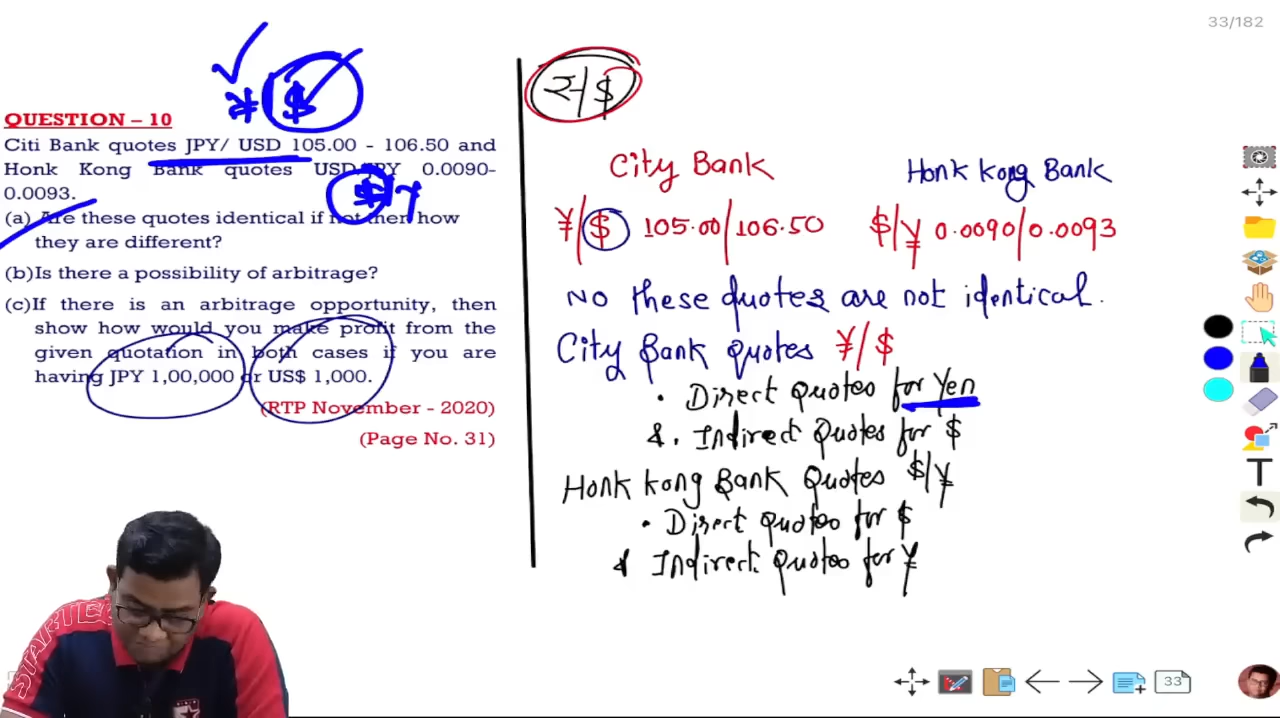 33/182
¥ $
QUESTION – 10
Citi Bank quotes JPY/ USD 105.00 - 106.50 and
Honk Kong Bank quotes USD/JPY 0.0090-
0.0093.
$/¥
(a) Are these quotes identical if not then how
they are different?
(b)Is there a possibility of arbitrage?
(c)If there is an arbitrage opportunity, then
show how would you make profit from the
given quotation in both cases if you are
having JPY 1,00,000 or US$ 1,000.
(RTP November - 2020)
(Page No. 31)
₹/$
City Bank
¥/$ 105.00/106.50
Honk Kong Bank
$/¥ 0.0090/0.0093
No these quotes are not identical.
City Bank quotes ¥/$
· Direct Quotes for Yen
&. Indirect Quotes for $
Honk Kong Bank Quotes $/¥
· Direct quotes for $
& Indirect Quotes for ¥
STARTE
T
33